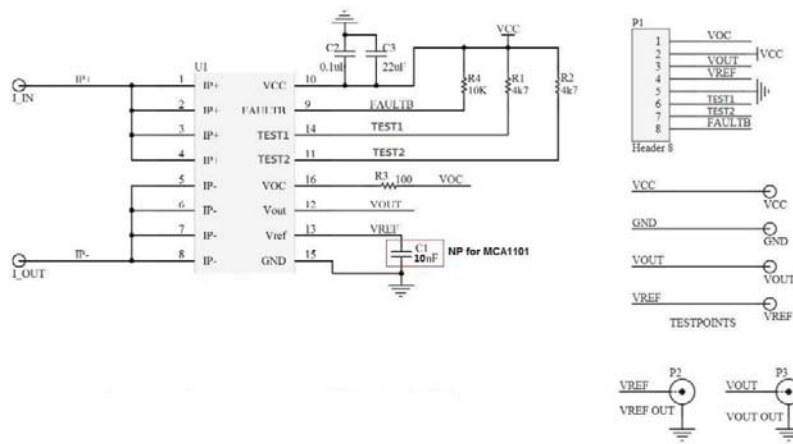 VCC
C2
C3
0.1uF
22uF
U1
I_IN
IP+
1 IP+ VCC 10
2 IP+ FAULTB 9 FAULTB
3 IP+ TEST1 14 TEST1
4 IP+ TEST2 11 TEST2
5 IP- VOC 16 R3 100 VOC
6 IP- Vout 12 VOUT
7 IP- Vref 13 VREF
8 IP- GND 15
I_OUT
IP-
R4
10K
R1
4k7
R2
4k7
C1
10nF
NP for MCA1101
P1
1 VOC
2 VCC
3 VOUT
4 VREF
5
6 TEST1
7 TEST2
8 FAULTB
Header 8
VCC
VCC
GND
GND
VOUT
VOUT
VREF
VREF
TESTPOINTS
P2
VREF
VREF OUT
P3
VOUT
VOUT OUT